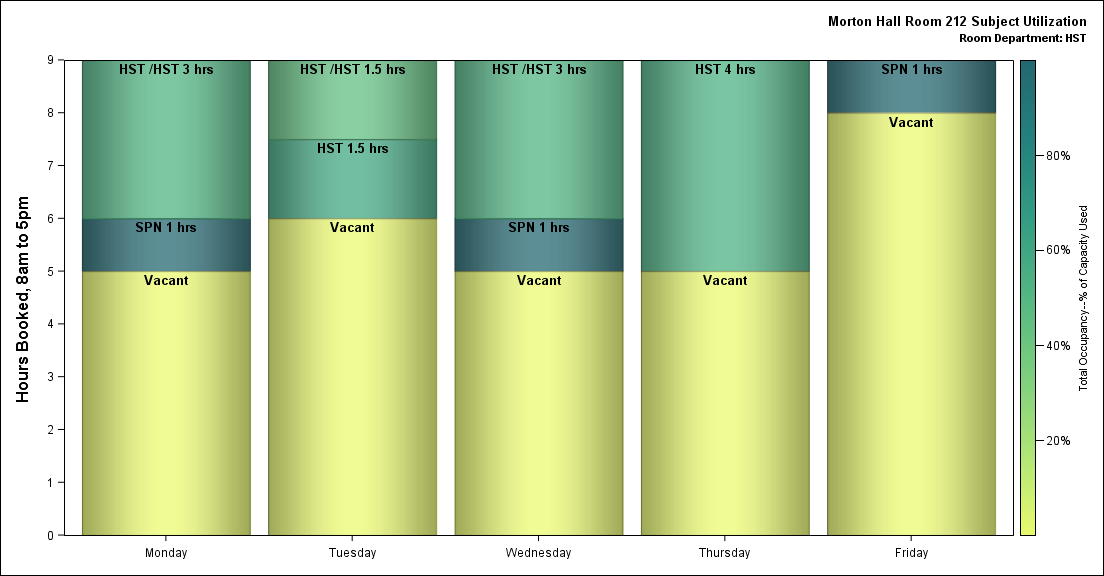 Morton Hall Room 212 Subject Utilization
Room Department: HST
Hours Booked, 8am to 5pm
9
8
7
6
5
4
3
2
1
0
HST /HST 3 hrs
SPN 1 hrs
Vacant
HST /HST 1.5 hrs
HST 1.5 hrs
Vacant
HST /HST 3 hrs
SPN 1 hrs
Vacant
HST 4 hrs
Vacant
SPN 1 hrs
Vacant
Monday
Tuesday
Wednesday
Thursday
Friday
80%
60%
40%
20%
Total Occupancy--% of Capacity Used